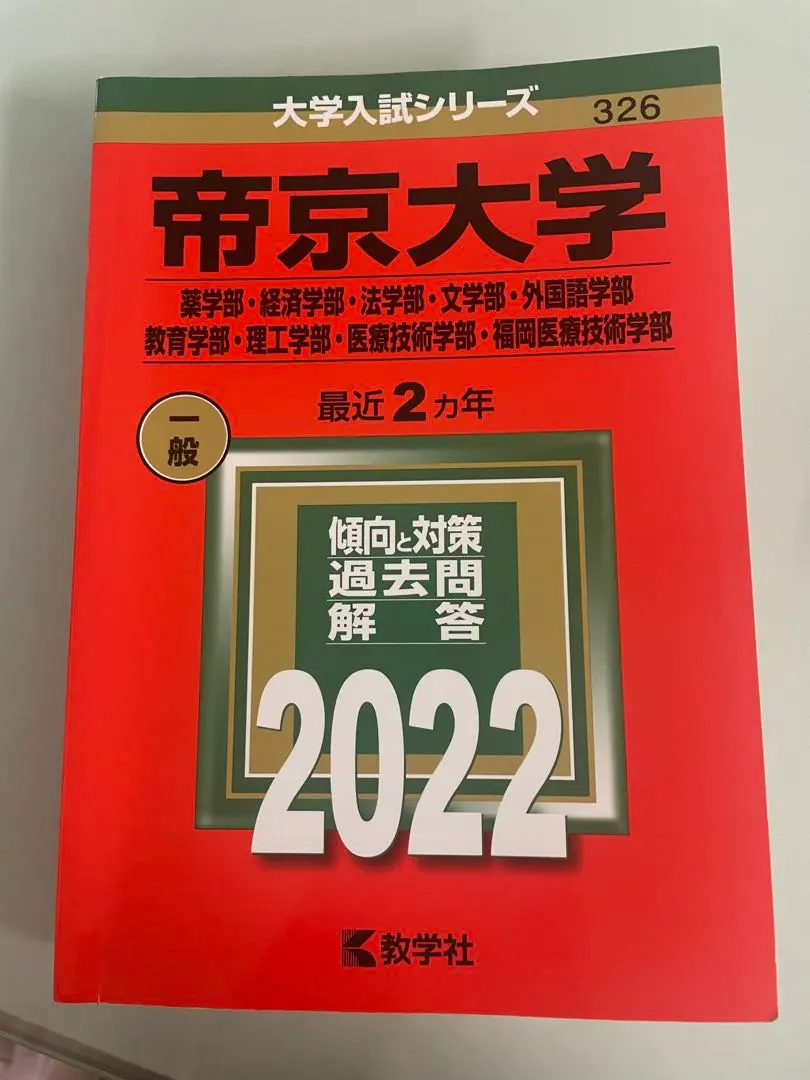 大学入試シリーズ 326
帝京大学
薬学部・経済学部・法学部・文学部・外国語学部
教育学部・理工学部・医療技術学部・福岡医療技術学部
最近2カ年
一般
傾向と対策
過去問
解答
2022
教学社